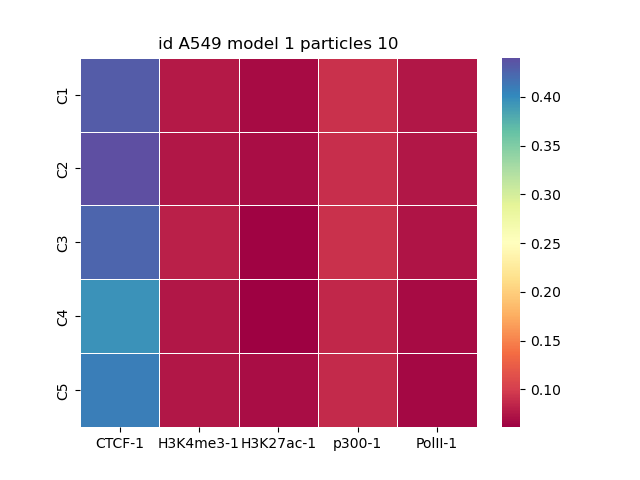 id A549 model 1 particles 10
C1
C2
C3
C4
C5
CTCF-1 H3K4me3-1 H3K27ac-1 p300-1 PolII-1
0.40
0.35
0.30
0.25
0.20
0.15
0.10